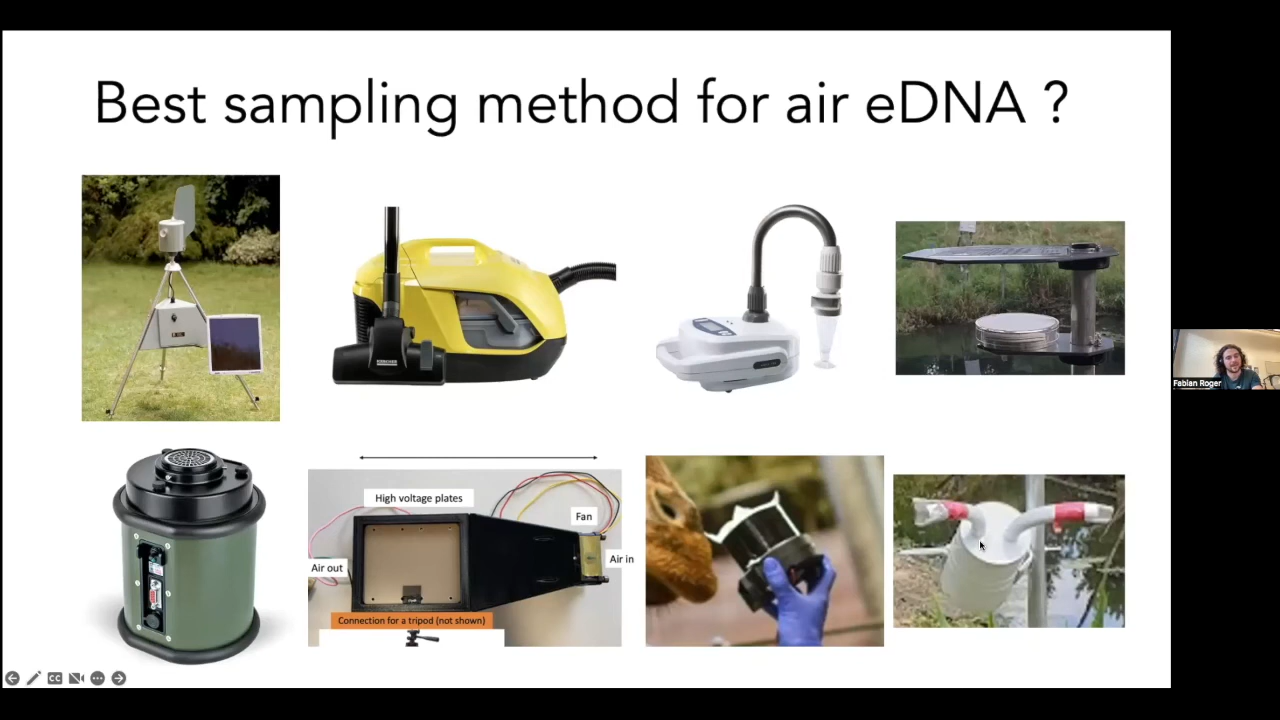 Best sampling method for air eDNA ?
High voltage plates
Fan
Air in
Air out
Connection for a tripod (not shown)
Fabian Roger
CC